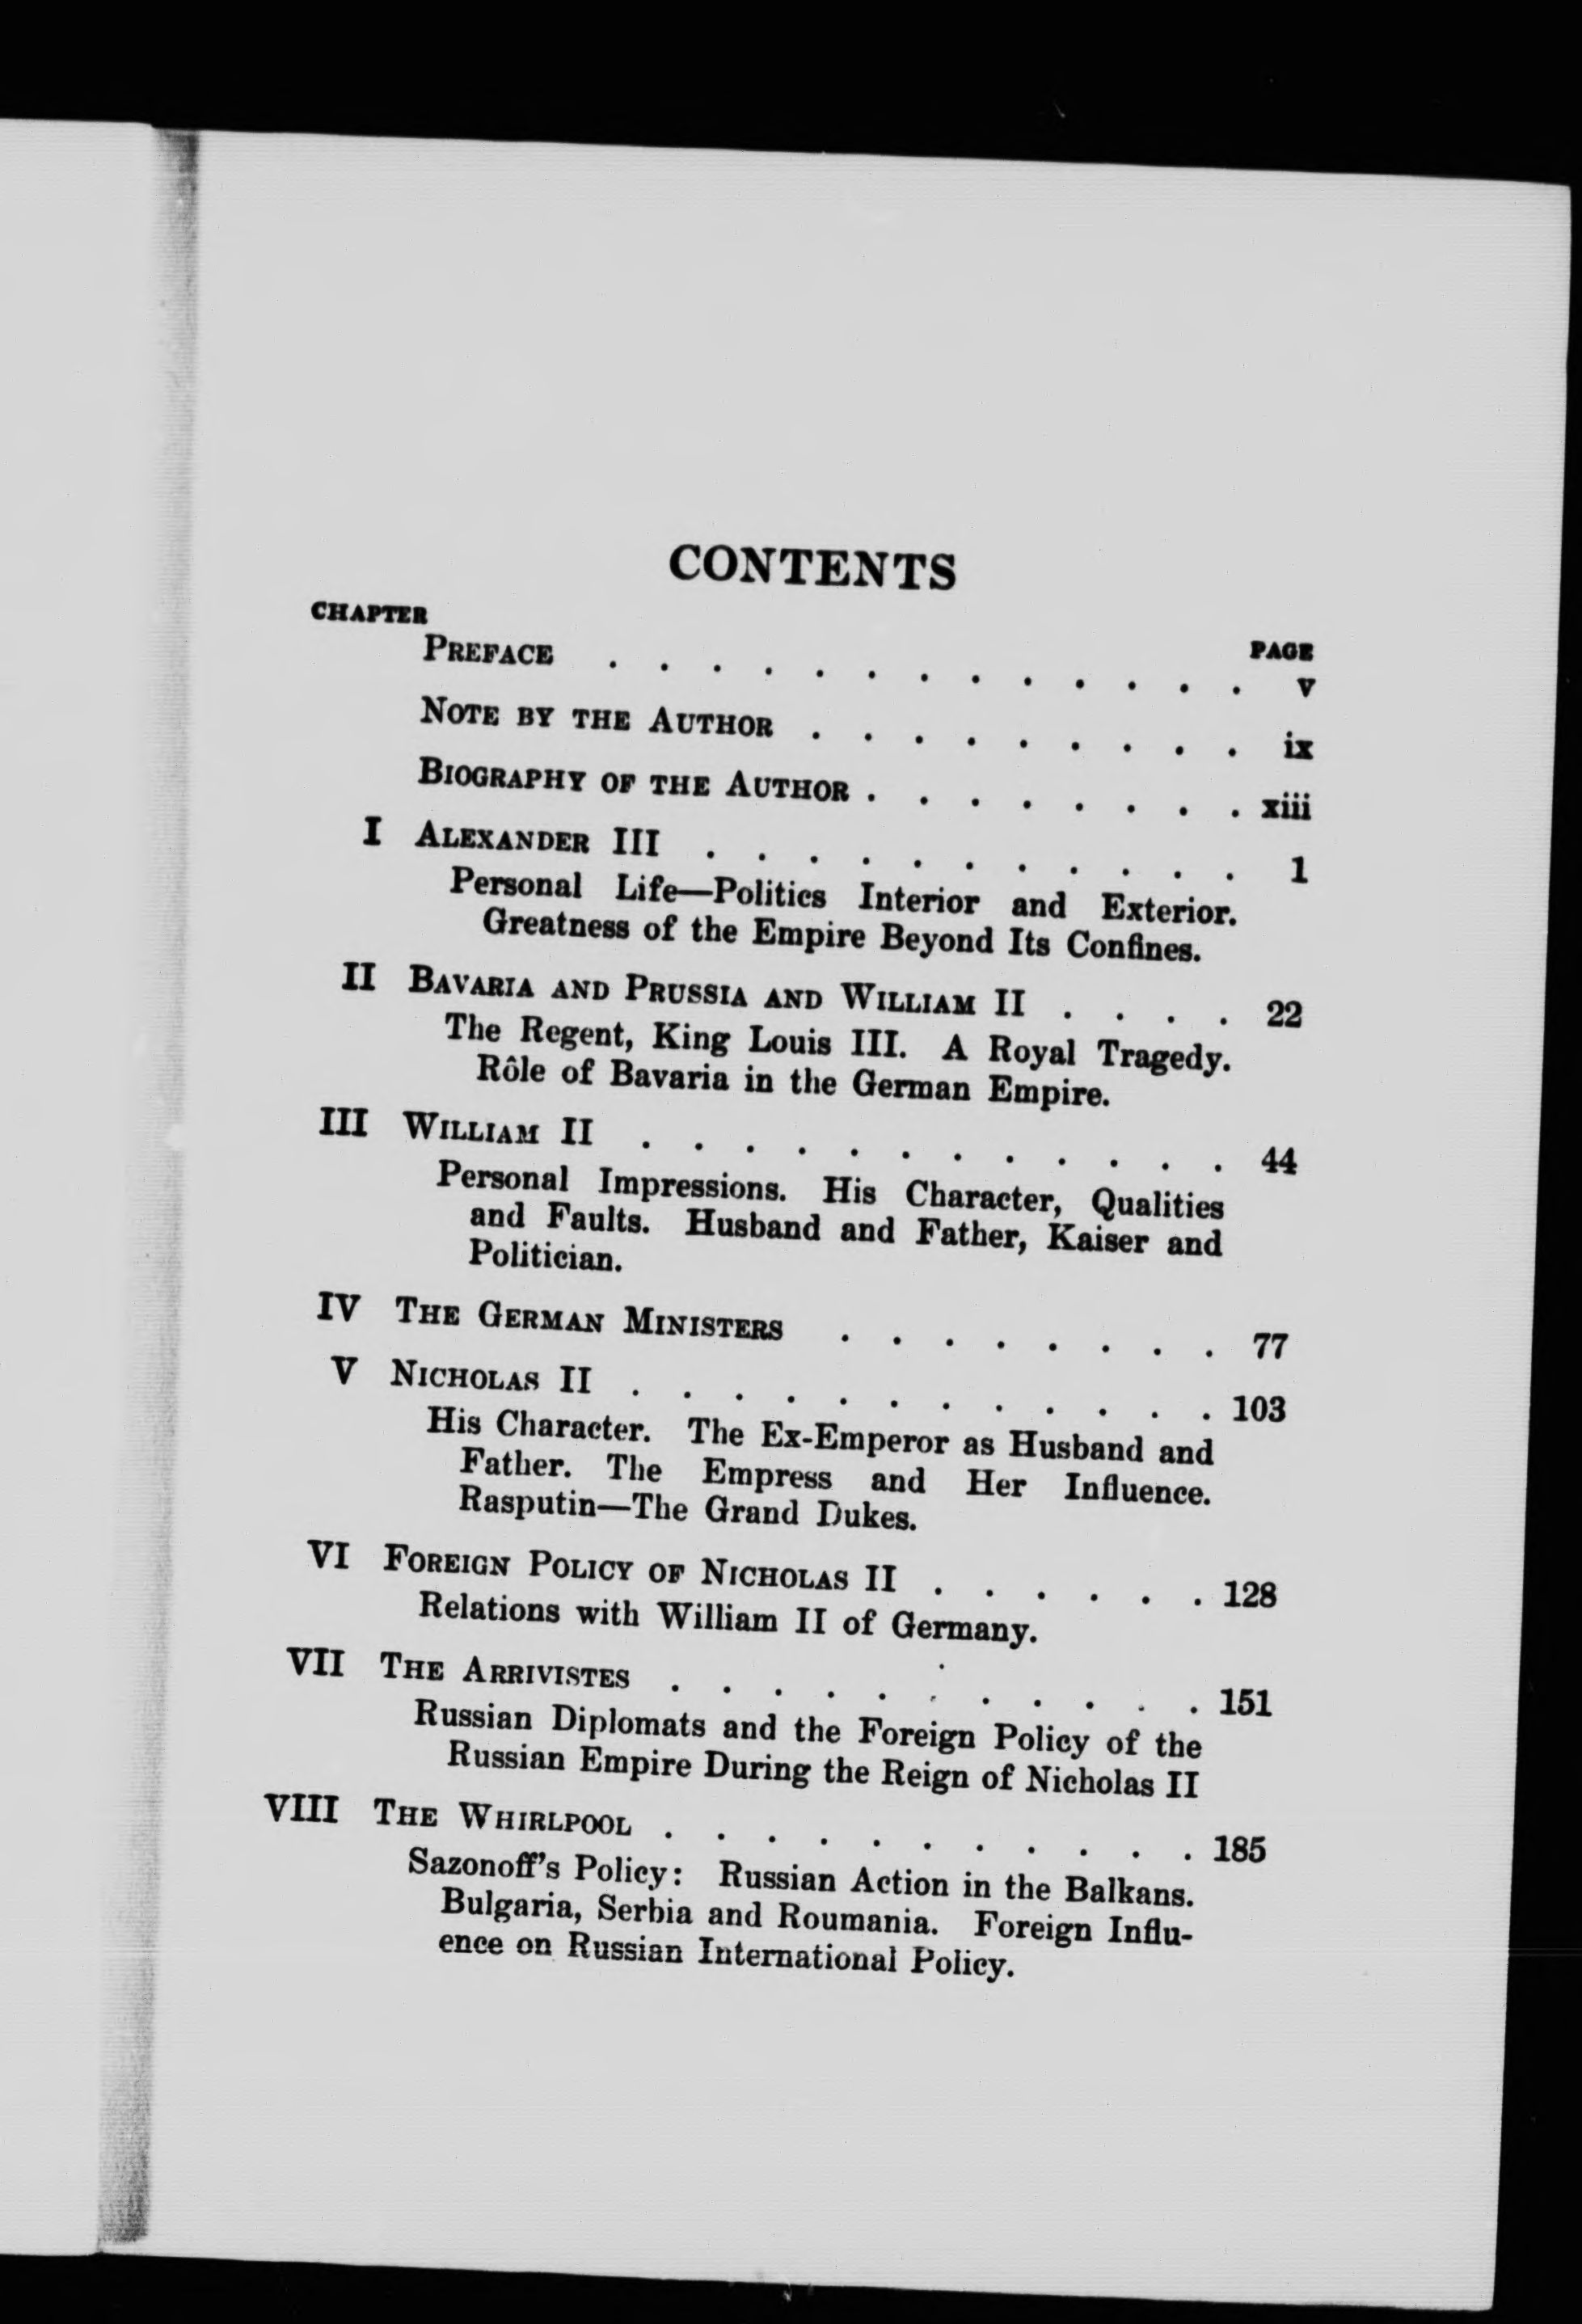 CONTENTS
CHAPTER PAGE
PREFACE . . . . . . . . . . . . . v
NOTE BY THE AUTHOR . . . . . . . . . ix
BIOGRAPHY OF THE AUTHOR . . . . . . . . xiii
I ALEXANDER III . . . . . . . . . . . 1
Personal Life—Politics Interior and Exterior.
Greatness of the Empire Beyond Its Confines.
II BAVARIA AND PRUSSIA AND WILLIAM II . . . . 22
The Regent, King Louis III. A Royal Tragedy.
Rôle of Bavaria in the German Empire.
III WILLIAM II . . . . . . . . . . . . 44
Personal Impressions. His Character, Qualities
and Faults. Husband and Father, Kaiser and
Politician.
IV THE GERMAN MINISTERS . . . . . . . . 77
V NICHOLAS II . . . . . . . . . . . . 103
His Character. The Ex-Emperor as Husband and
Father. The Empress and Her Influence.
Rasputin—The Grand Dukes.
VI FOREIGN POLICY OF NICHOLAS II . . . . . . 128
Relations with William II of Germany.
VII THE ARRIVISTES . . . . . . . . . . . 151
Russian Diplomats and the Foreign Policy of the
Russian Empire During the Reign of Nicholas II
VIII THE WHIRLPOOL . . . . . . . . . . . 185
Sazonoff's Policy: Russian Action in the Balkans.
Bulgaria, Serbia and Roumania. Foreign Influ-
ence on Russian International Policy.